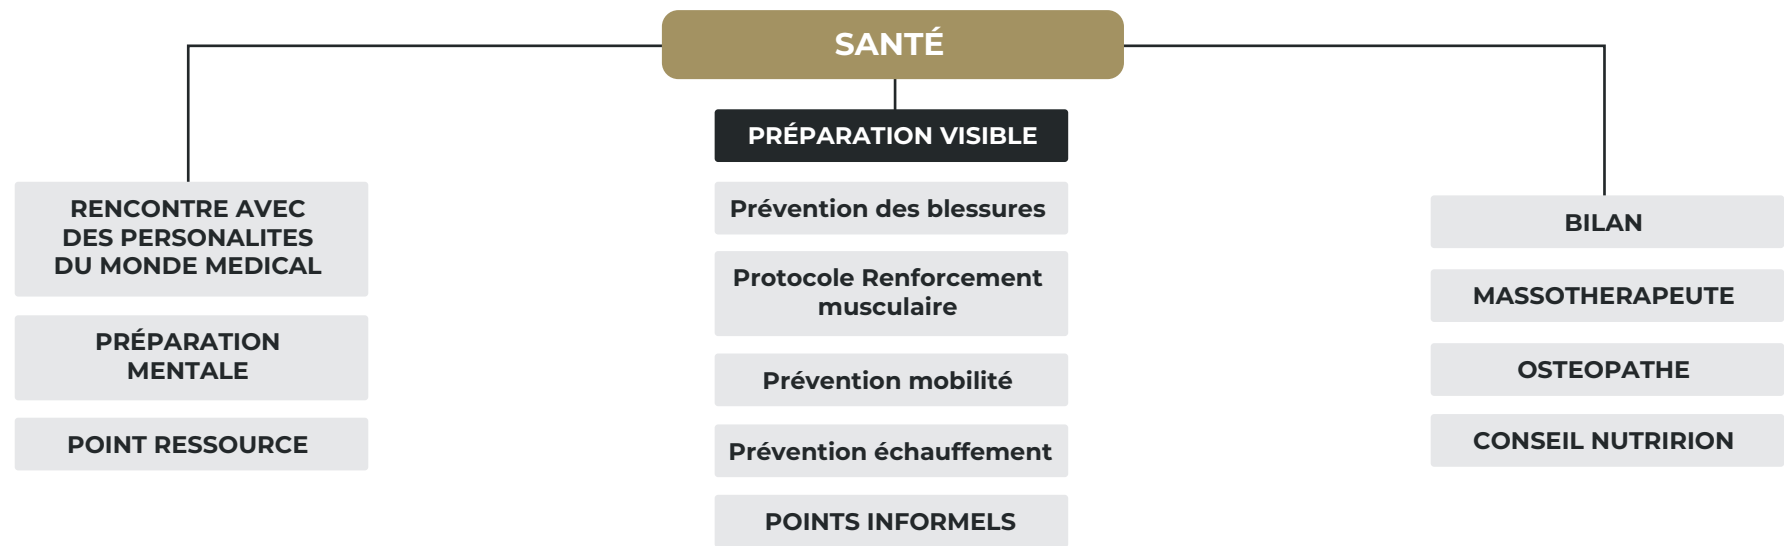 SANTÉ
PRÉPARATION VISIBLE
RENCONTRE AVEC
DES PERSONALITES
DU MONDE MEDICAL
PRÉPARATION
MENTALE
POINT RESSOURCE
Prévention des blessures
Protocole Renforcement
musculaire
Prévention mobilité
Prévention échauffement
POINTS INFORMELS
BILAN
MASSOTHERAPEUTE
OSTEOPATHE
CONSEIL NUTRIRION